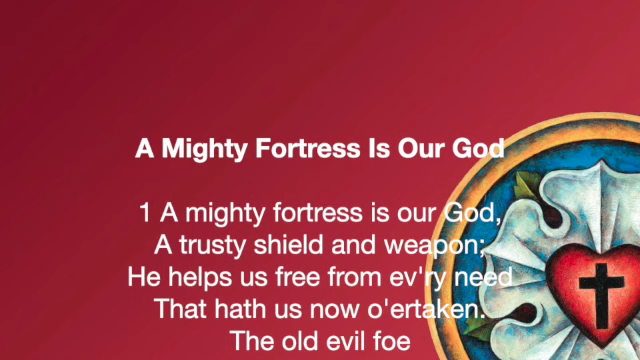 A Mighty Fortress Is Our God
1 A mighty fortress is our God,
A trusty shield and weapon;
He helps us free from ev'ry need
That hath us now o'ertaken.
The old evil foe